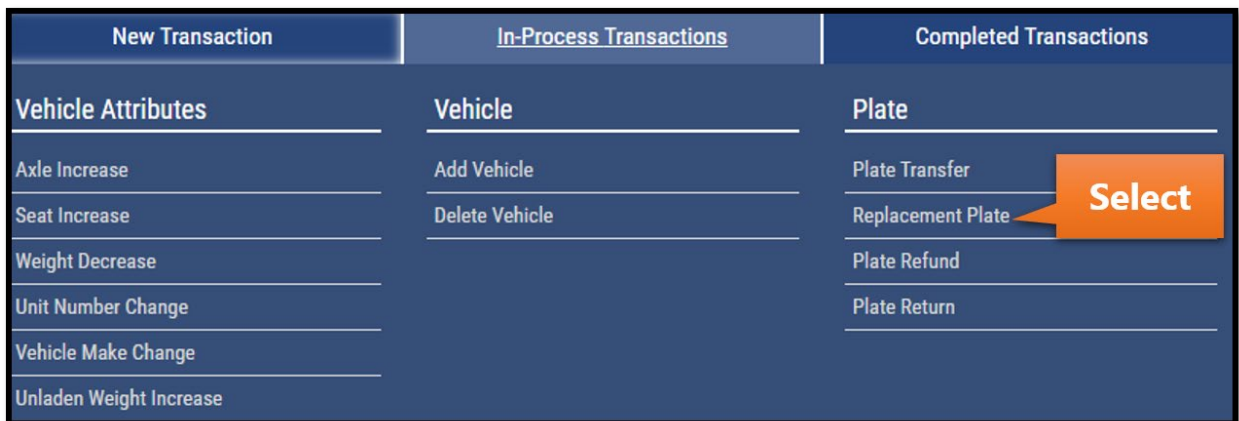 New Transaction
In-Process Transactions
Completed Transactions
Vehicle Attributes
Axle Increase
Seat Increase
Weight Decrease
Unit Number Change
Vehicle Make Change
Unladen Weight Increase
Vehicle
Add Vehicle
Delete Vehicle
Plate
Plate Transfer
Replacement Plate
Select
Plate Refund
Plate Return